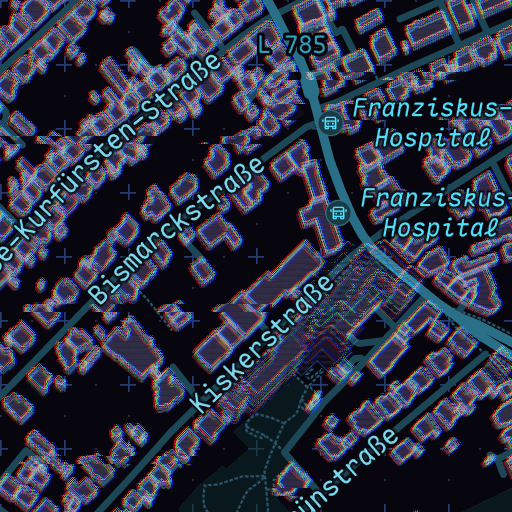 L 785
Franziskus-
Hospital
e-Kurfürsten-Straße
Bismarckstraße
Franziskus-
Hospital
Kiskerstraße
ünstraße